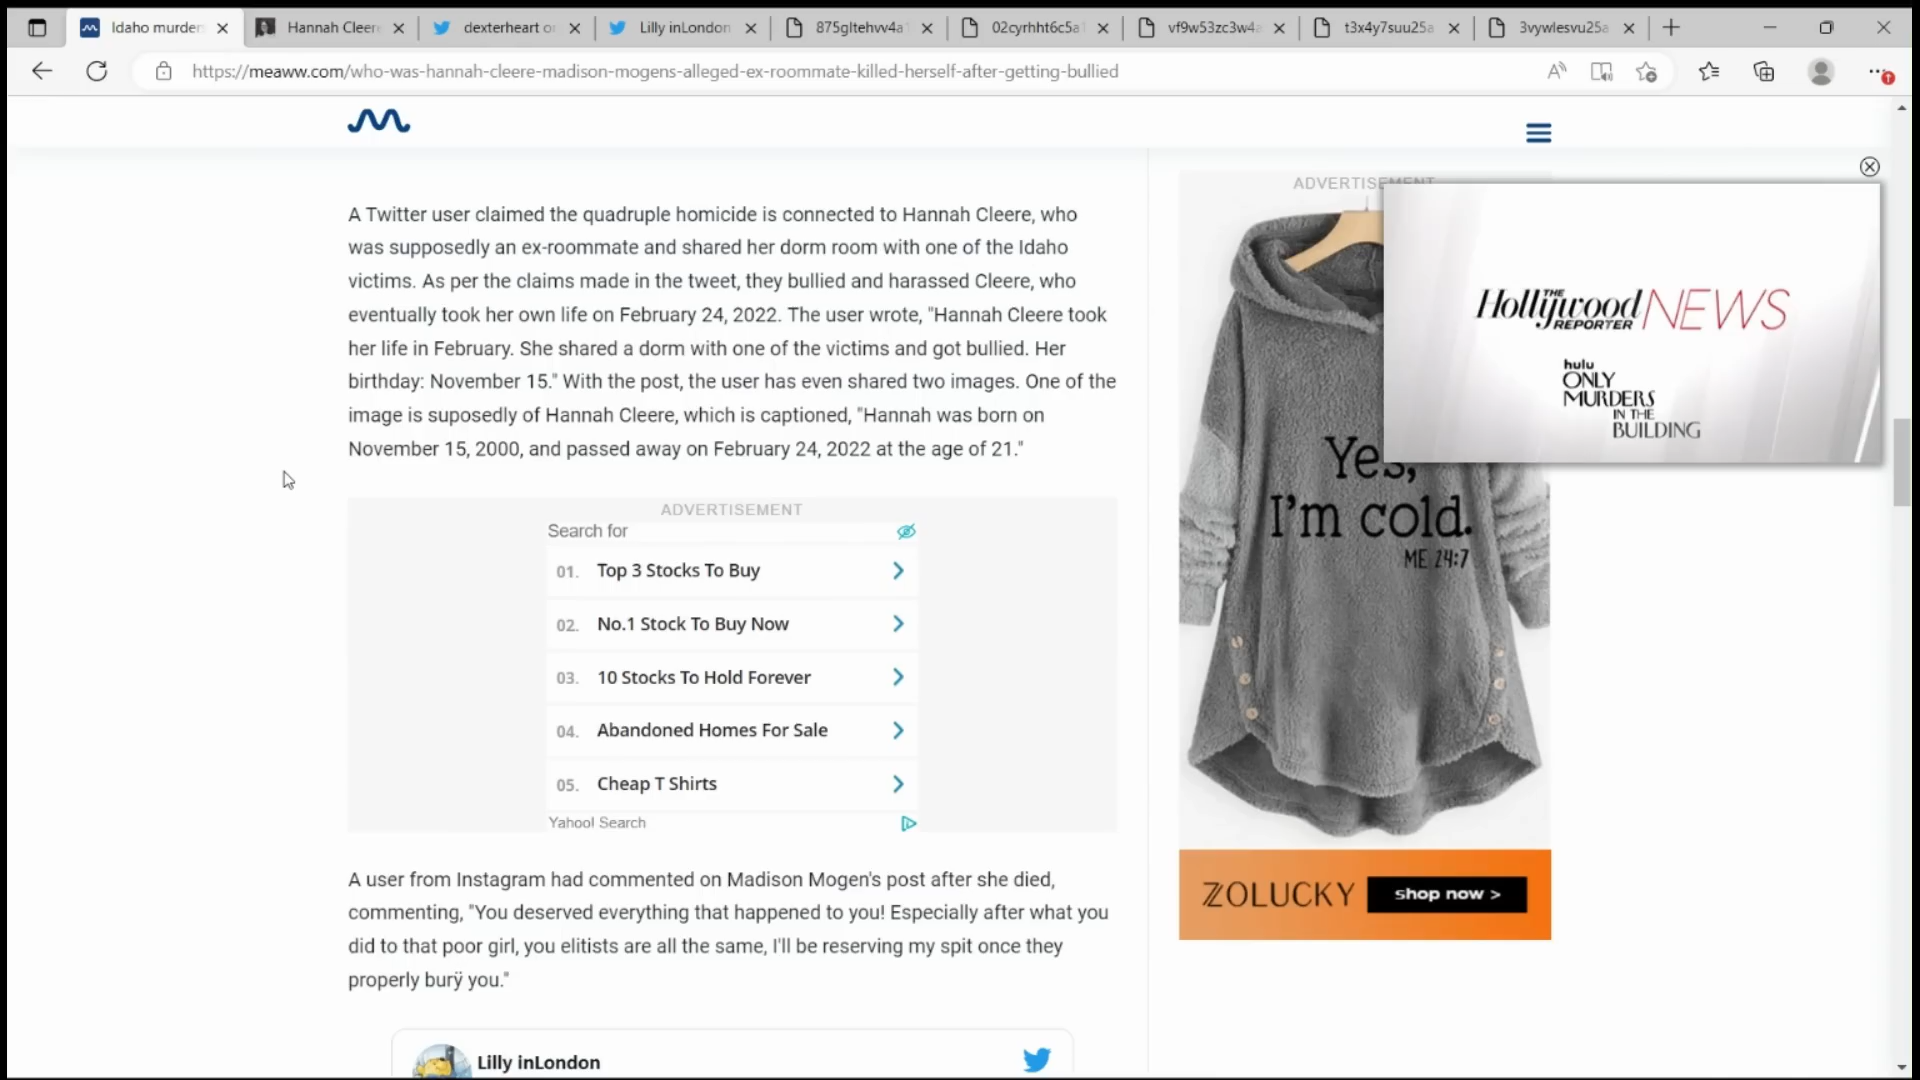 Idaho murder
Hannah Cleere
dexterheart on
Lilly inLondon
875gltehvv4a1
02cyrhht6c5a1
vf9w53zc3w4a
t3x4y7suu25a
3vywlesvu25a
https://meaww.com/who-was-hannah-cleere-madison-mogens-alleged-ex-roommate-killed-herself-after-getting-bullied
A Twitter user claimed the quadruple homicide is connected to Hannah Cleere, who
was supposedly an ex-roommate and shared her dorm room with one of the Idaho
victims. As per the claims made in the tweet, they bullied and harassed Cleere, who
eventually took her own life on February 24, 2022. The user wrote, "Hannah Cleere took
her life in February. She shared a dorm with one of the victims and got bullied. Her
birthday: November 15." With the post, the user has even shared two images. One of the
image is suposedly of Hannah Cleere, which is captioned, "Hannah was born on
November 15, 2000, and passed away on February 24, 2022 at the age of 21."
ADVERTISEMENT
Search for
01. Top 3 Stocks To Buy
02. No.1 Stock To Buy Now
03. 10 Stocks To Hold Forever
04. Abandoned Homes For Sale
05. Cheap T Shirts
Yahoo! Search
A user from Instagram had commented on Madison Mogen's post after she died,
commenting, "You deserved everything that happened to you! Especially after what you
did to that poor girl, you elitists are all the same, I'll be reserving my spit once they
properly burÿ you."
Lilly inLondon
ADVERTISEMENT
The Hollywood Reporter NEWS
hulu
ONLY
MURDERS
IN THE
BUILDING
Yes,
I'm cold.
ME 24:7
ZOLUCKY
shop now >